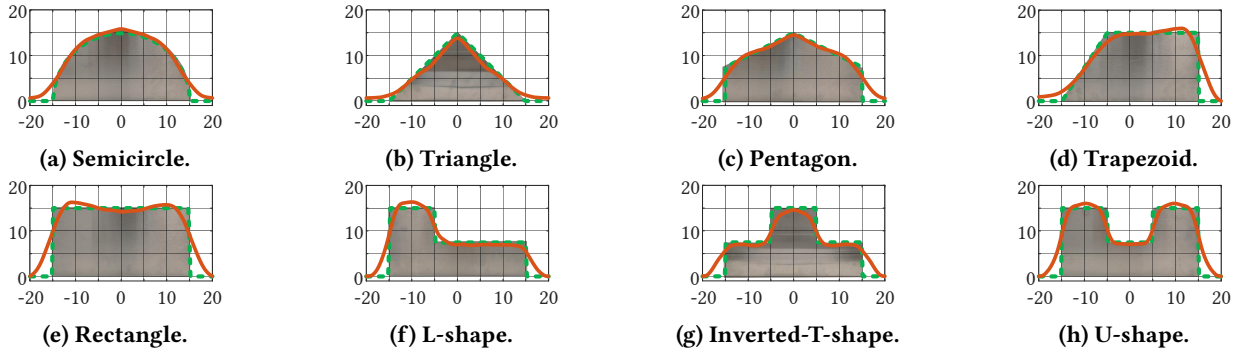 20 20 20 20
10 10 10 10
0 0 0 0
-20 -10 0 10 20 -20 -10 0 10 20 -20 -10 0 10 20 -20 -10 0 10 20
(a) Semicircle. (b) Triangle. (c) Pentagon. (d) Trapezoid.
20 20 20 20
10 10 10 10
0 0 0 0
-20 -10 0 10 20 -20 -10 0 10 20 -20 -10 0 10 20 -20 -10 0 10 20
(e) Rectangle. (f) L-shape. (g) Inverted-T-shape. (h) U-shape.